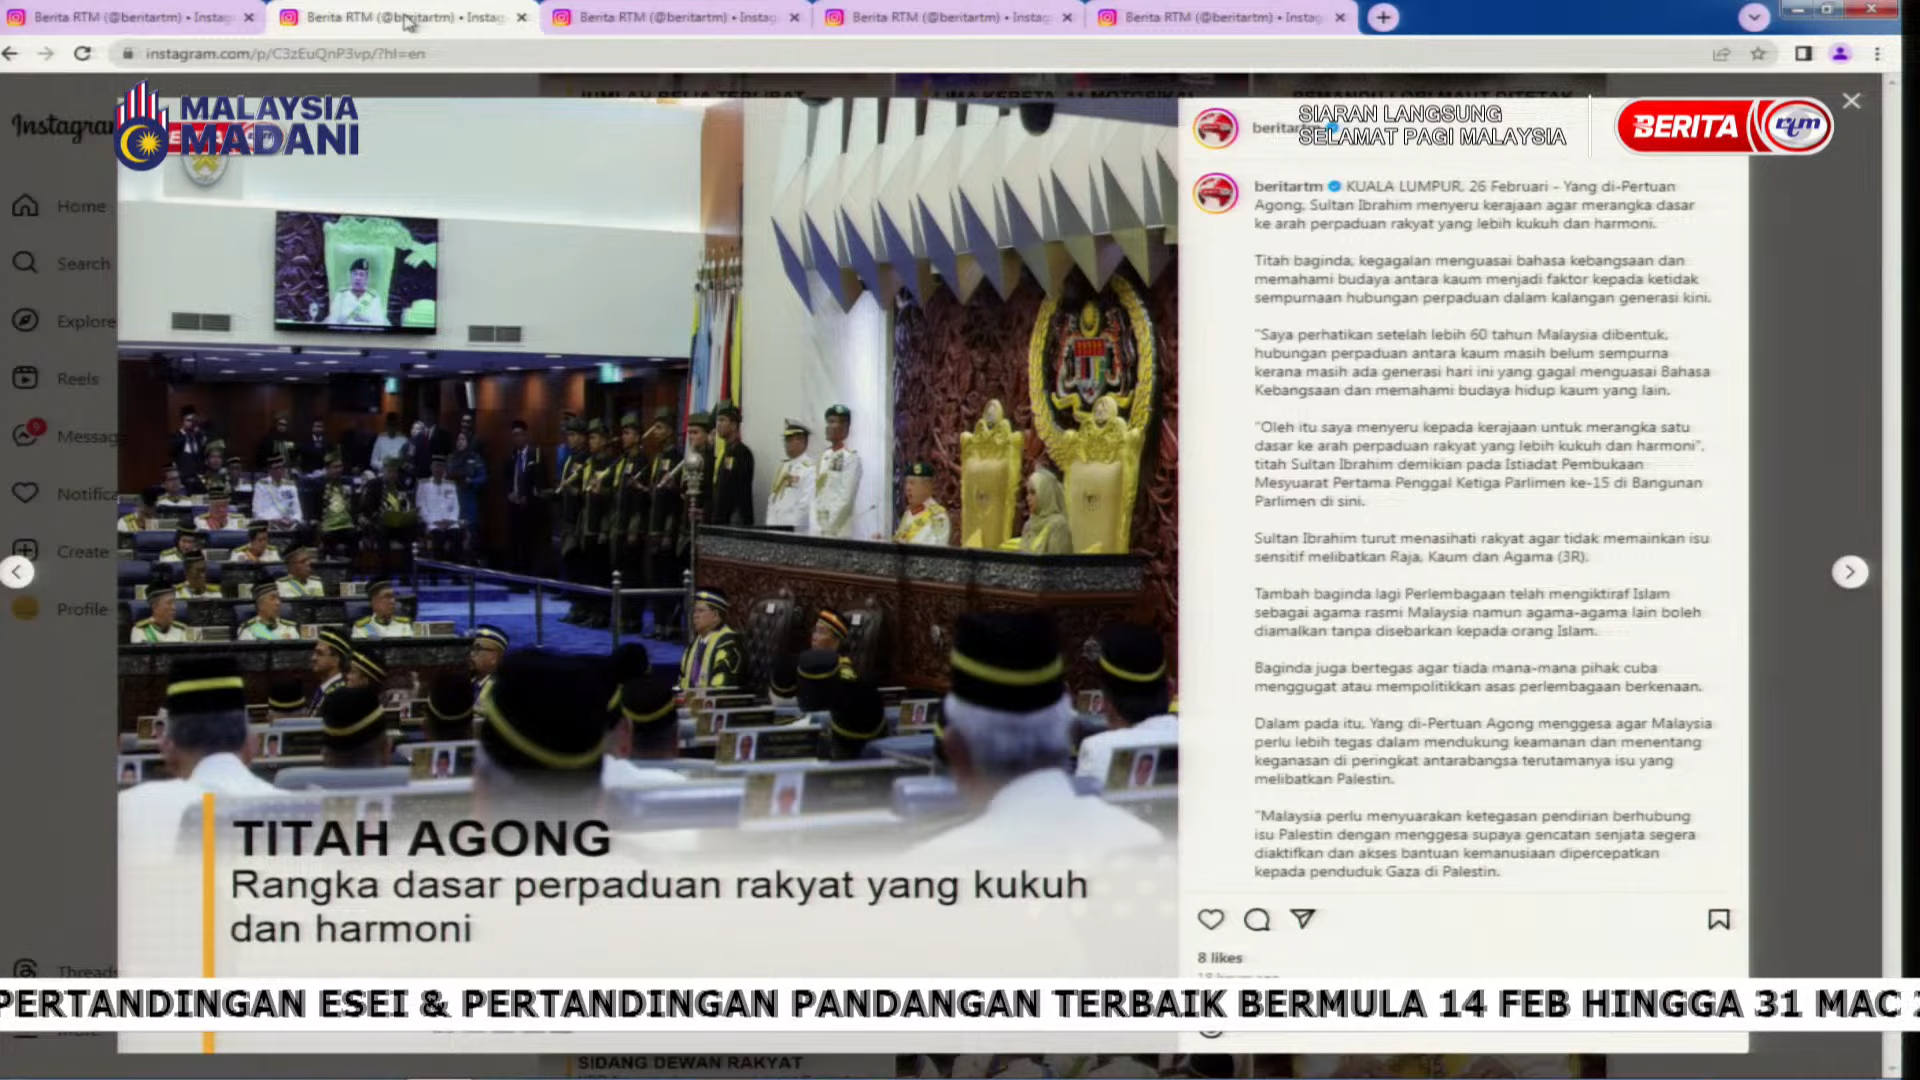 Berita RTM (@beritartm) • Instag
Berita RTM (@beritartm) • Instag
Berita RTM (@beritartm) • Instag
Berita RTM (@beritartm) • Instag
Berita RTM (@beritartm) • Instag
instagram.com/p/C3zEuQnP3vp/?hl=en
MALAYSIA
MADANI
SIARAN LANGSUNG
SELAMAT PAGI MALAYSIA
BERITA rtm
Home
Search
Explore
Reels
Messag
Notifica
Create
Profile
Threads
beritartm KUALA LUMPUR, 26 Februari - Yang di-Pertuan
Agong, Sultan Ibrahim menyeru kerajaan agar merangka dasar
ke arah perpaduan rakyat yang lebih kukuh dan harmoni.
Titah baginda, kegagalan menguasai bahasa kebangsaan dan
memahami budaya antara kaum menjadi faktor kepada ketidak
sempurnaan hubungan perpaduan dalam kalangan generasi kini.
"Saya perhatikan setelah lebih 60 tahun Malaysia dibentuk,
hubungan perpaduan antara kaum masih belum sempurna
kerana masih ada generasi hari ini yang gagal menguasai Bahasa
Kebangsaan dan memahami budaya hidup kaum yang lain.
"Oleh itu saya menyeru kepada kerajaan untuk merangka satu
dasar ke arah perpaduan rakyat yang lebih kukuh dan harmoni",
titah Sultan Ibrahim demikian pada Istiadat Pembukaan
Mesyuarat Pertama Penggal Ketiga Parlimen ke-15 di Bangunan
Parlimen di sini.
Sultan Ibrahim turut menasihati rakyat agar tidak memainkan isu
sensitif melibatkan Raja, Kaum dan Agama (3R).
Tambah baginda lagi Perlembagaan telah mengiktiraf Islam
sebagai agama rasmi Malaysia namun agama-agama lain boleh
diamalkan tanpa disebarkan kepada orang Islam.
Baginda juga bertegas agar tiada mana-mana pihak cuba
menggugat atau mempolitikkan asas perlembagaan berkenaan.
Dalam pada itu, Yang di-Pertuan Agong menggesa agar Malaysia
perlu lebih tegas dalam mendukung keamanan dan menentang
keganasan di peringkat antarabangsa terutamanya isu yang
melibatkan Palestin.
"Malaysia perlu menyuarakan ketegasan pendirian berhubung
isu Palestin dengan menggesa supaya gencatan senjata segera
diaktifkan dan akses bantuan kemanusiaan dipercepatkan
kepada penduduk Gaza di Palestin.
8 likes
TITAH AGONG
Rangka dasar perpaduan rakyat yang kukuh
dan harmoni
PERTANDINGAN ESEI & PERTANDINGAN PANDANGAN TERBAIK BERMULA 14 FEB HINGGA 31 MAC
SIDANG DEWAN RAKYAT